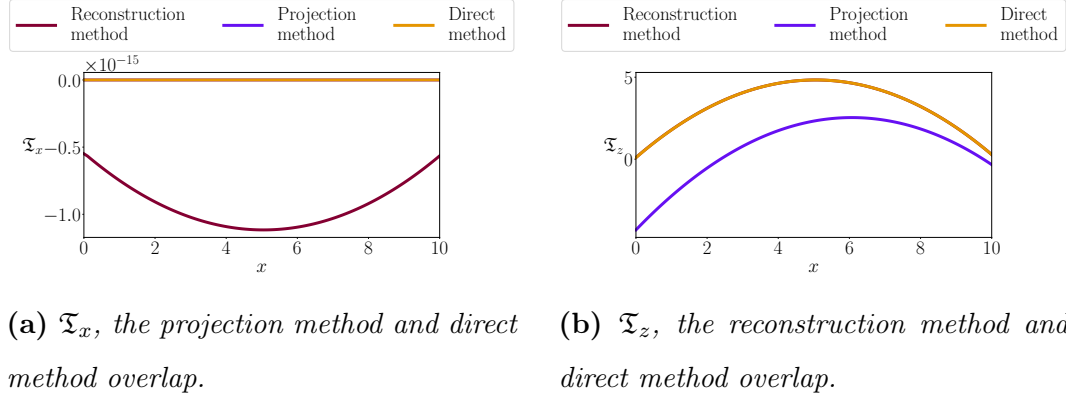 Reconstruction method
Projection method
Direct method
×10⁻¹⁵
0.0
𝔗ₓ
−0.5
−1.0
0 2 4 6 8 10
x
(a) 𝔗ₓ, the projection method and direct
method overlap.
Reconstruction method
Projection method
Direct method
5
𝔗_z
0
0 2 4 6 8 10
x
(b) 𝔗_z, the reconstruction method and
direct method overlap.